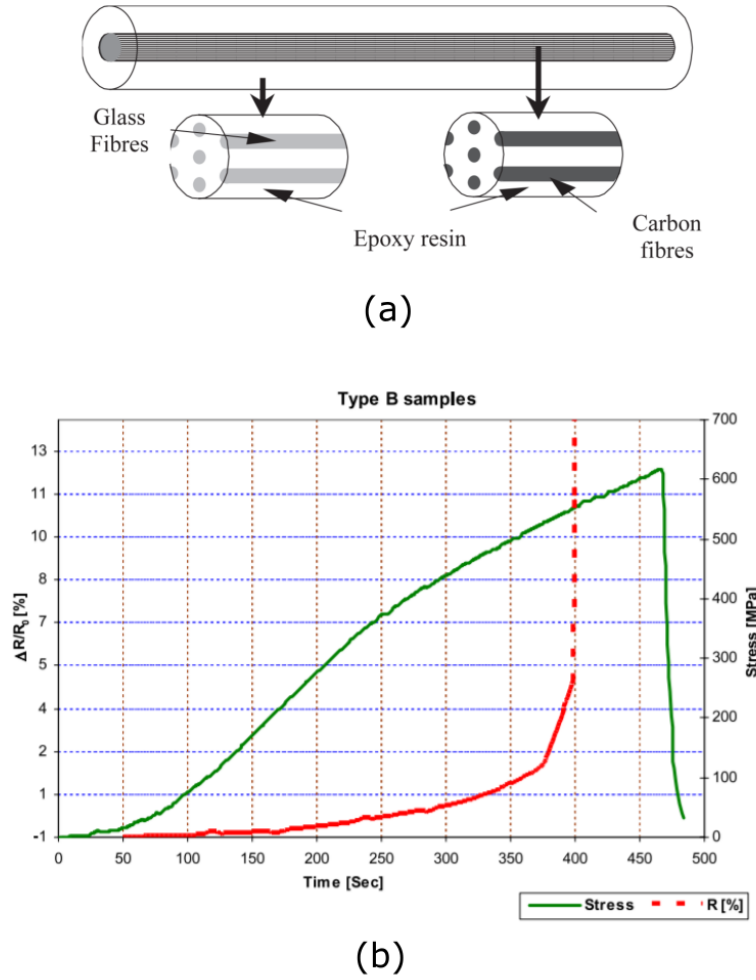 Glass
Fibres
Epoxy resin
Carbon
fibres
(a)
Type B samples
ΔR/R₀ [%]
13
11
10
8
7
5
4
2
1
-1
700
600
500
400
300
200
100
0
Stress [MPa]
0 50 100 150 200 250 300 350 400 450 500
Time [Sec]
Stress R [%]
(b)